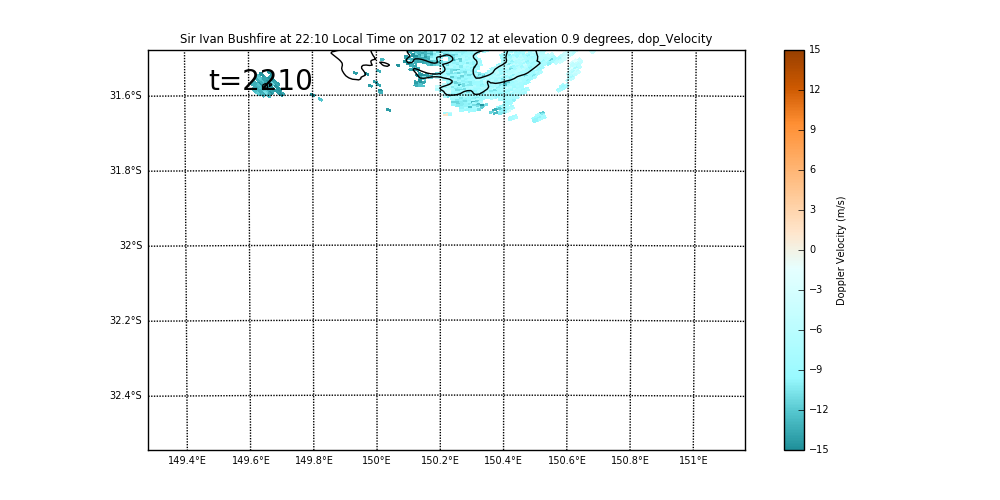 Sir Ivan Bushfire at 22:10 Local Time on 2017 02 12 at elevation 0.9 degrees, dop_Velocity
t=2210
31.6°S
31.8°S
32°S
32.2°S
32.4°S
149.4°E 149.6°E 149.8°E 150°E 150.2°E 150.4°E 150.6°E 150.8°E 151°E
15
12
9
6
3
0
−3
−6
−9
−12
−15
Doppler Velocity (m/s)